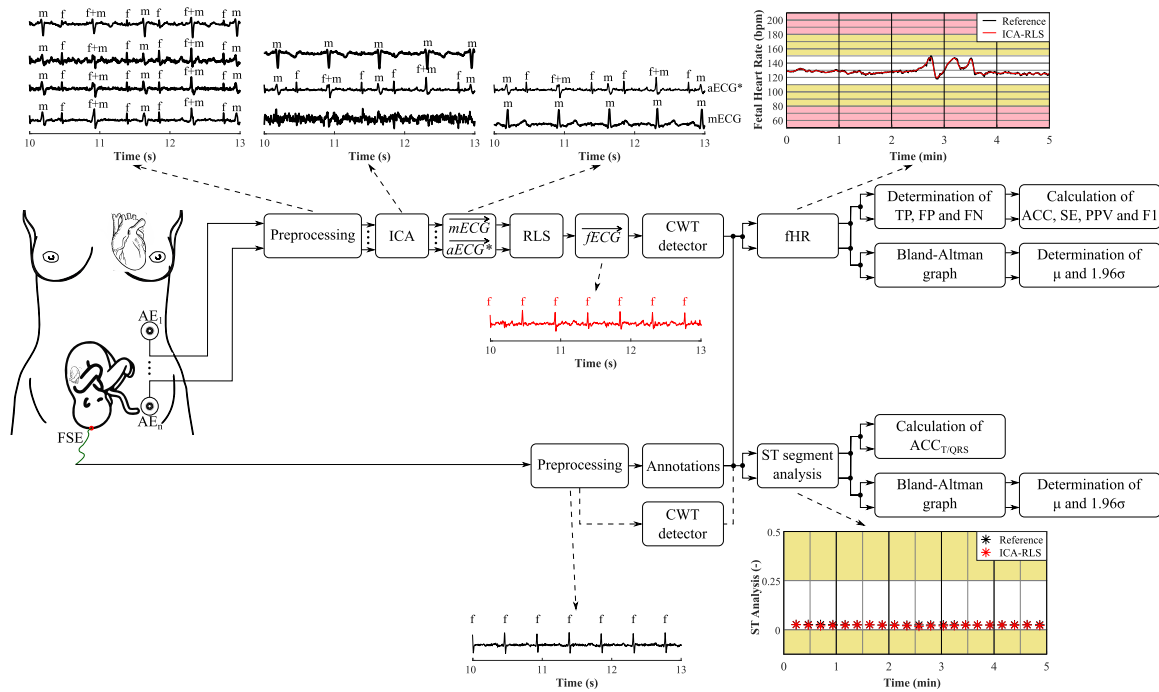 m f f+m f m f f+m f m
m f f+m f m f f+m f m
m f f+m f m f f+m f m
m f f+m f m f f+m f m
10 11 12 13
Time (s)
m m m m m
m f f+m f m f f+m f m
10 11 12 13
Time (s)
m f f+m f m f f+m f m
aECG*
m m m m m
mECG
10 11 12 13
Time (s)
Fetal Heart Rate (bpm)
200
180
160
140
120
100
80
60
Reference
ICA-RLS
0 1 2 3 4 5
Time (min)
Preprocessing
ICA
mECG
aECG*
RLS
fECG
CWT
detector
fHR
Determination of
TP, FP and FN
Calculation of
ACC, SE, PPV and F1
Bland-Altman
graph
Determination of
μ and 1.96σ
AE1
AEn
FSE
f f f f f f f
10 11 12 13
Time (s)
Preprocessing
Annotations
CWT
detector
ST segment
analysis
Calculation of
ACCT/QRS
Bland-Altman
graph
Determination of
μ and 1.96σ
f f f f f f f
10 11 12 13
Time (s)
ST Analysis (-)
0.5
0.25
0
Reference
ICA-RLS
0 1 2 3 4 5
Time (min)